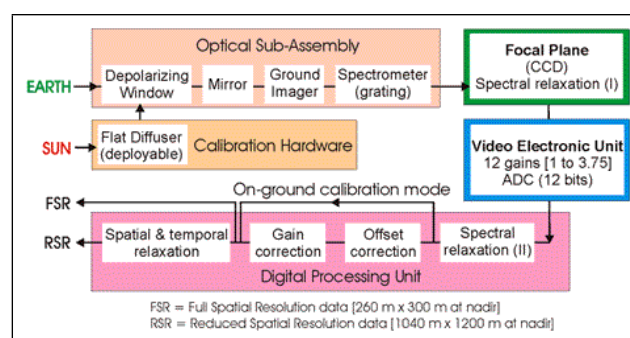 Optical Sub-Assembly
EARTH
Depolarizing
Window
Mirror
Ground
Imager
Spectrometer
(grating)
Focal Plane
(CCD)
Spectral relaxation (I)
SUN
Flat Diffuser
(deployable)
Calibration Hardware
Video Electronic Unit
12 gains [1 to 3.75]
ADC (12 bits)
On-ground calibration mode
FSR
RSR
Spatial & temporal
relaxation
Gain
correction
Offset
correction
Spectral
relaxation (II)
Digital Processing Unit
FSR = Full Spatial Resolution data [260 m x 300 m at nadir]
RSR = Reduced Spatial Resolution data [1040 m x 1200 m at nadir]